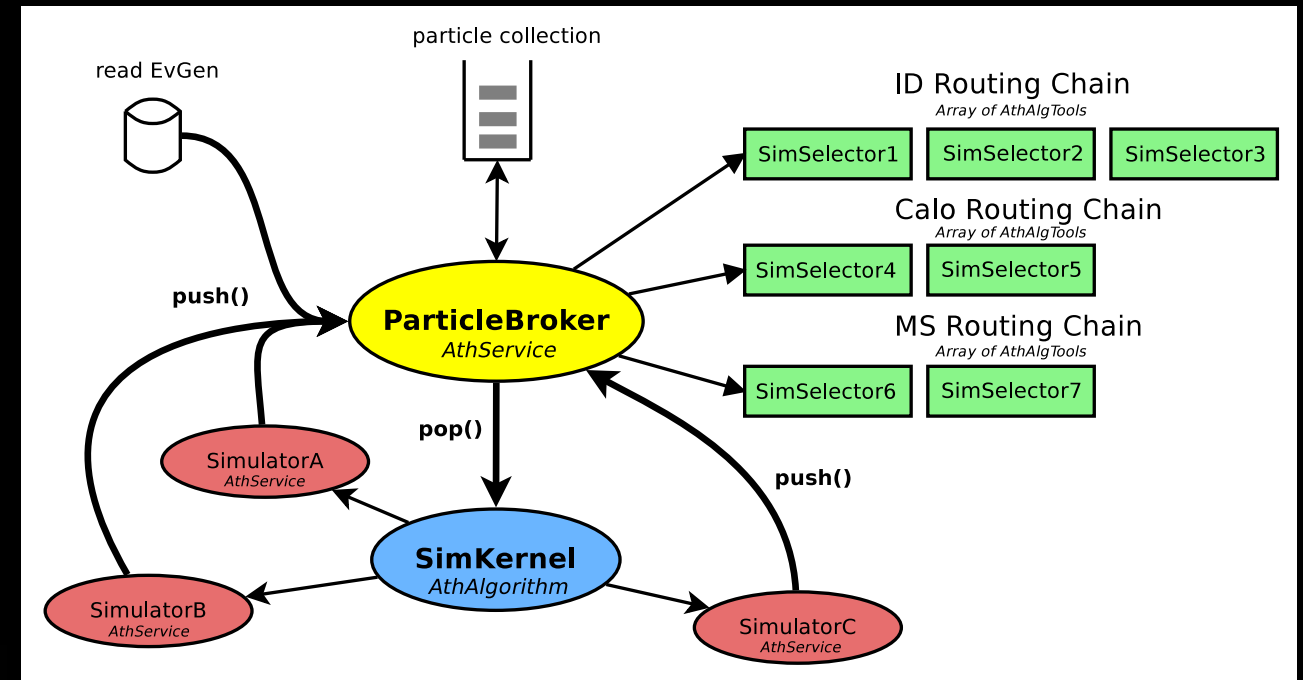 particle collection
read EvGen
ID Routing Chain
Array of AthAlgTools
SimSelector1
SimSelector2
SimSelector3
Calo Routing Chain
Array of AthAlgTools
SimSelector4
SimSelector5
push()
ParticleBroker
AthService
MS Routing Chain
Array of AthAlgTools
SimSelector6
SimSelector7
pop()
SimulatorA
AthService
push()
SimKernel
AthAlgorithm
SimulatorB
AthService
SimulatorC
AthService